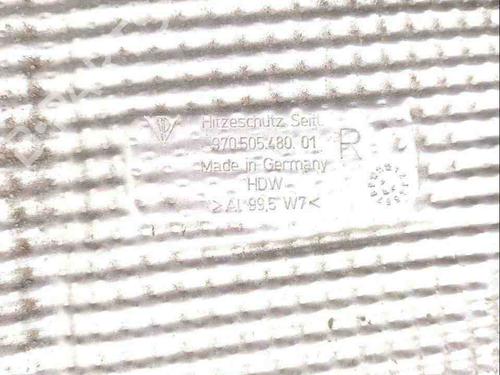 Hitzeschutz Seitl.
970.505.480 01
R
Made in Germany
HDW
>Al 99,5 W7<